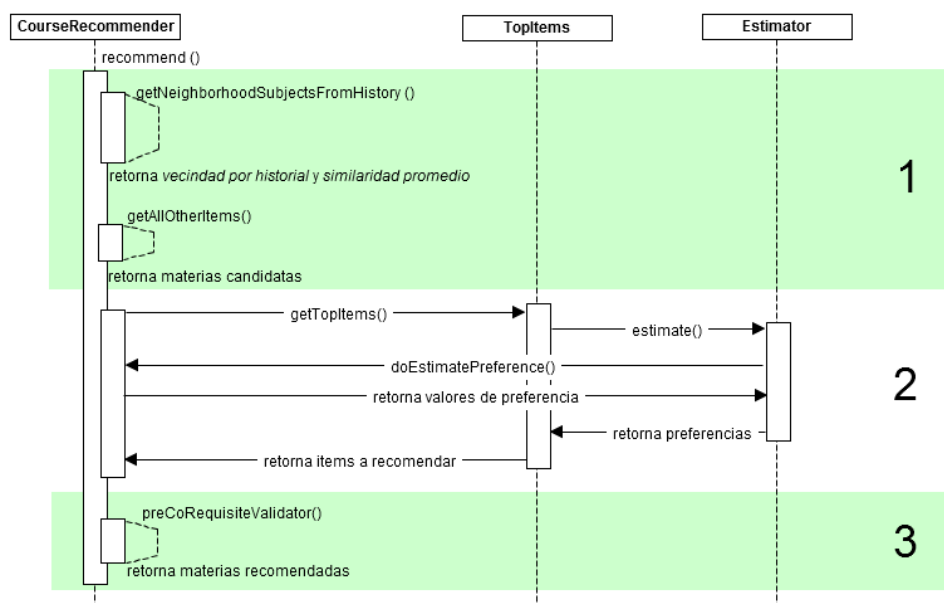 CourseRecommender
TopItems
Estimator
recommend ()
getNeighborhoodSubjectsFromHistory ()
retorna vecindad por historial y similaridad promedio
1
getAllOtherItems()
retorna materias candidatas
getTopItems()
estimate()
doEstimatePreference()
2
retorna valores de preferencia
retorna preferencias
retorna items a recomendar
preCoRequisiteValidator()
3
retorna materias recomendadas